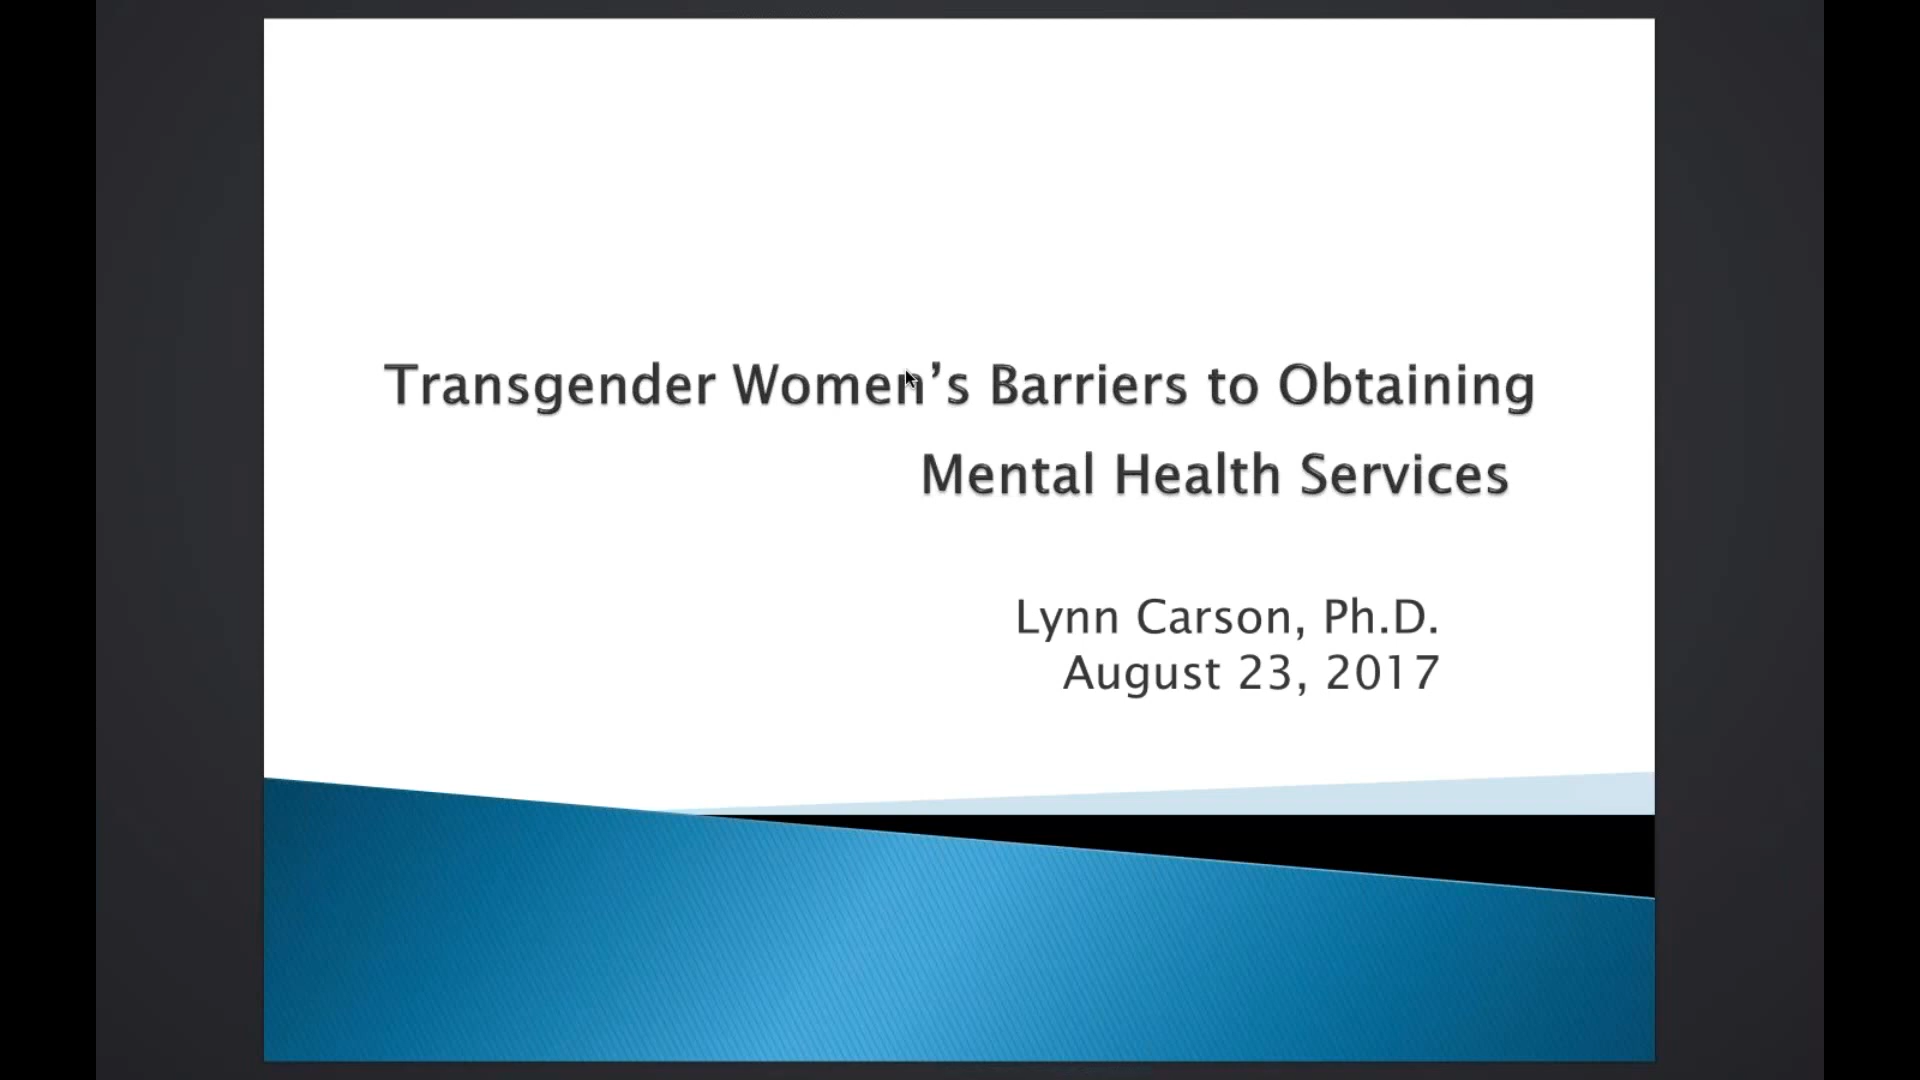 Transgender Women’s Barriers to Obtaining
Mental Health Services
Lynn Carson, Ph.D.
August 23, 2017